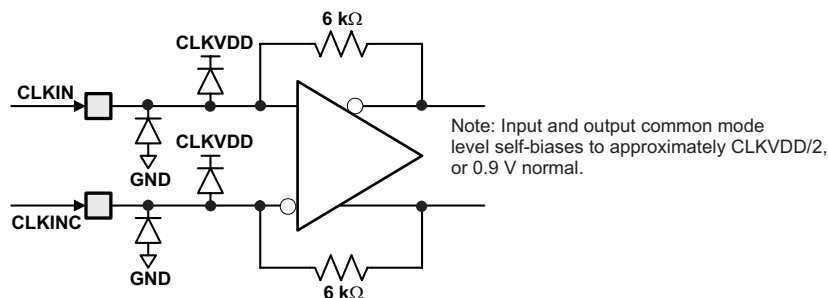 6 kΩ
CLKVDD
CLKIN
Note: Input and output common mode
level self-biases to approximately CLKVDD/2,
or 0.9 V normal.
CLKVDD
GND
CLKINC
GND
6 kΩ